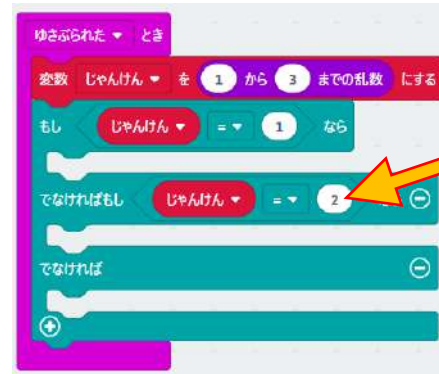 ゆさぶられた とき
変数 じゃんけん を 1 から 3 までの乱数 にする
もし じゃんけん = 1 なら
でなければもし じゃんけん = 2
でなければ